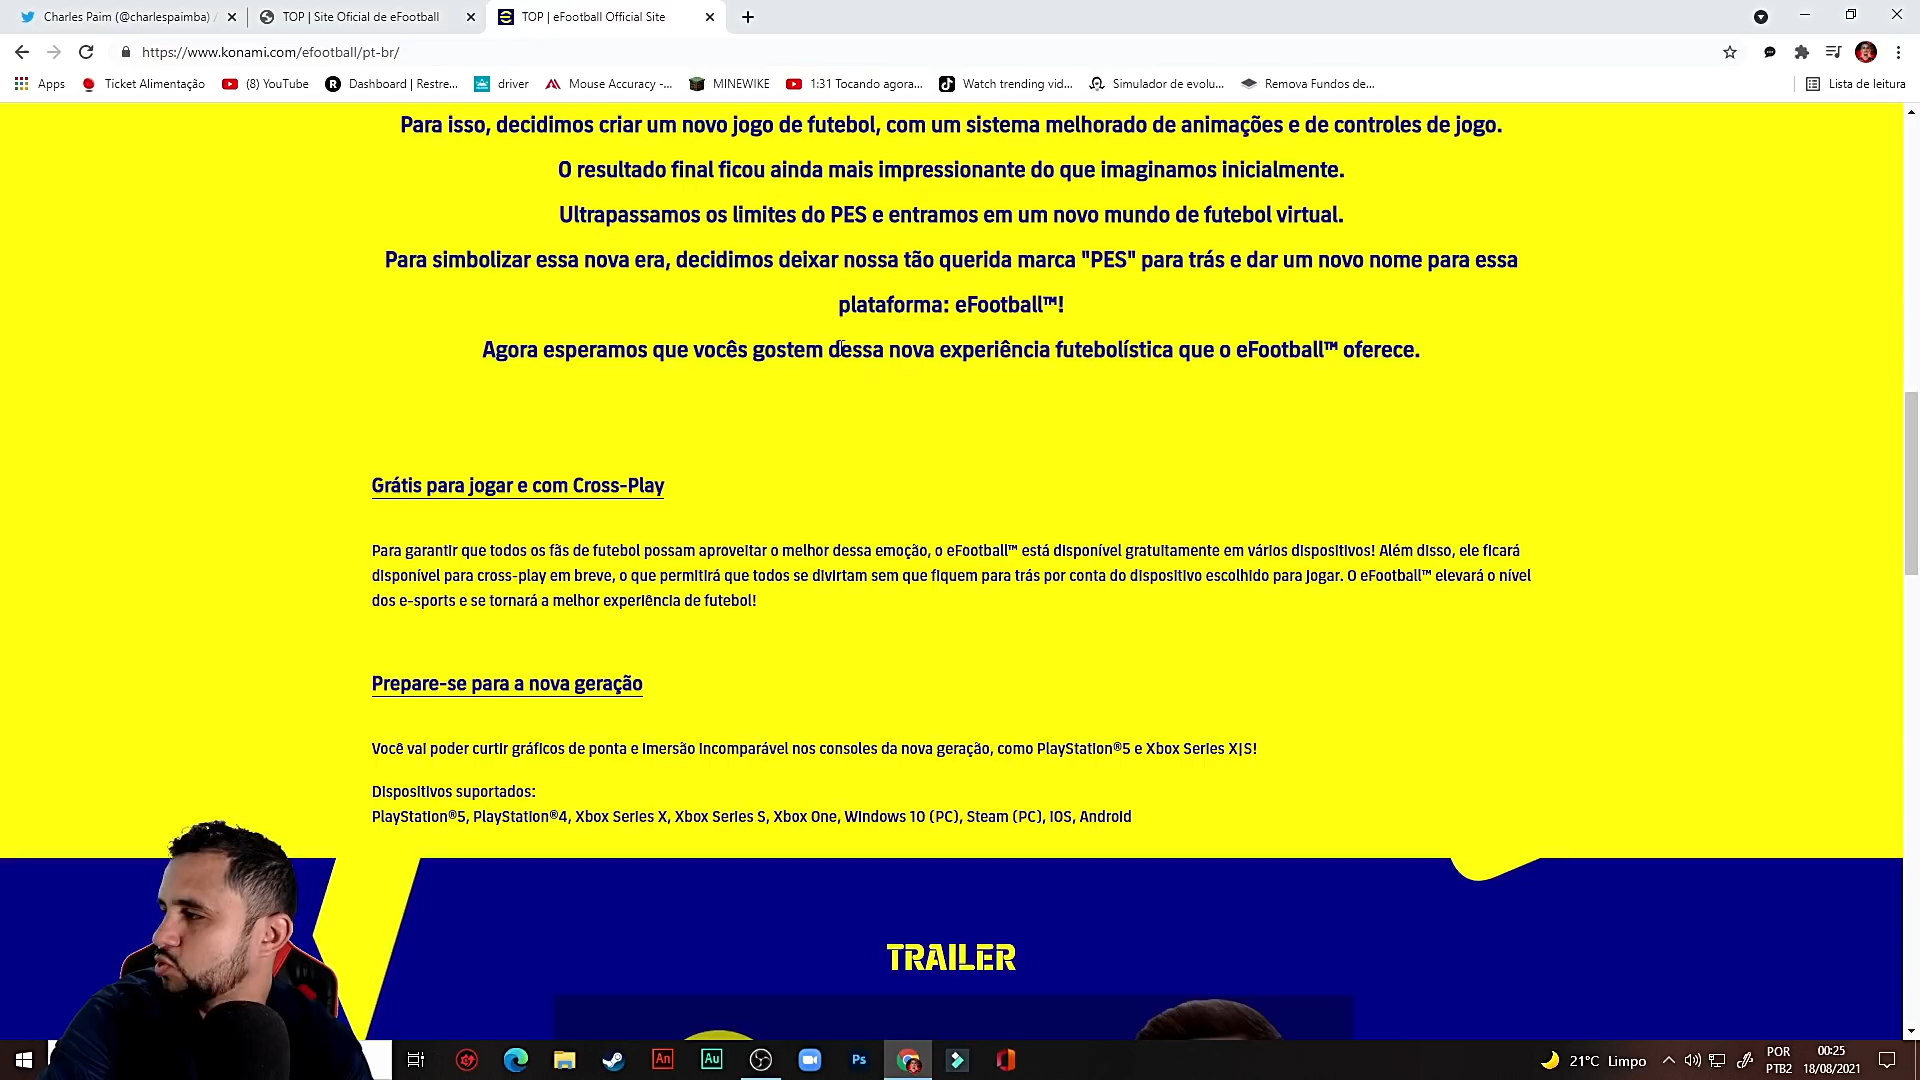 Charles Paim (@charlespaimba) /
TOP | Site Oficial de eFootball
TOP | eFootball Official Site
https://www.konami.com/efootball/pt-br/
Apps
Ticket Alimentação
(8) YouTube
Dashboard | Restre...
driver
Mouse Accuracy -...
MINEWIKE
1:31 Tocando agora...
Watch trending vid...
Simulador de evolu...
Remova Fundos de...
Lista de leitura
Para isso, decidimos criar um novo jogo de futebol, com um sistema melhorado de animações e de controles de jogo.
O resultado final ficou ainda mais impressionante do que imaginamos inicialmente.
Ultrapassamos os limites do PES e entramos em um novo mundo de futebol virtual.
Para simbolizar essa nova era, decidimos deixar nossa tão querida marca "PES" para trás e dar um novo nome para essa
plataforma: eFootball™!
Agora esperamos que vocês gostem dessa nova experiência futebolística que o eFootball™ oferece.
Grátis para jogar e com Cross-Play
Para garantir que todos os fãs de futebol possam aproveitar o melhor dessa emoção, o eFootball™ está disponível gratuitamente em vários dispositivos! Além disso, ele ficará
disponível para cross-play em breve, o que permitirá que todos se divirtam sem que fiquem para trás por conta do dispositivo escolhido para jogar. O eFootball™ elevará o nível
dos e-sports e se tornará a melhor experiência de futebol!
Prepare-se para a nova geração
Você vai poder curtir gráficos de ponta e imersão incomparável nos consoles da nova geração, como PlayStation®5 e Xbox Series X|S!
Dispositivos suportados:
PlayStation®5, PlayStation®4, Xbox Series X, Xbox Series S, Xbox One, Windows 10 (PC), Steam (PC), iOS, Android
TRAILER
An
Au
Ps
21°C Limpo
POR
PTB2
00:25
18/08/2021